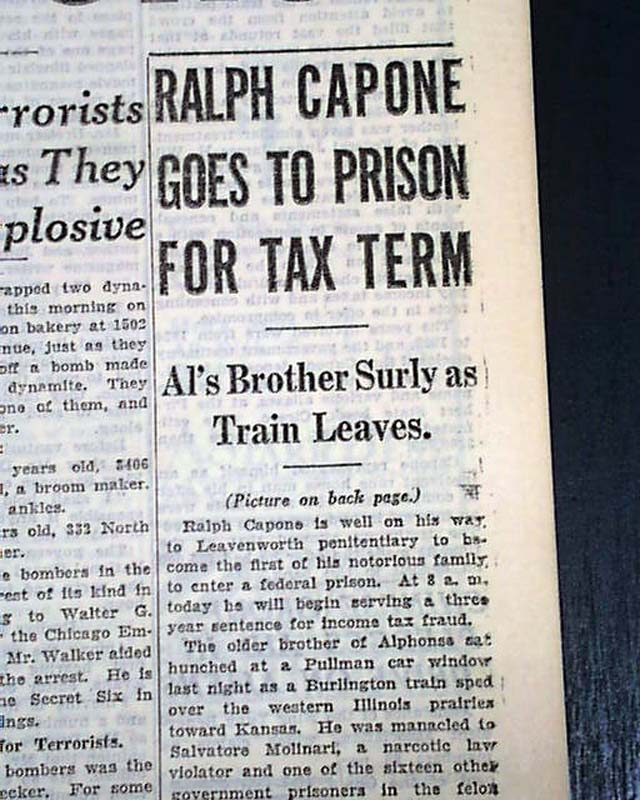 rrorists
as They
plosive
rapped two dyna-
this morning on
on bakery at 1502
nue, just as they
off a bomb made
dynamite. They
one of them, and
er.
years old, 3406
l, a broom maker.
ankles.
rs old, 333 North
er.
e bombers in the
rest of its kind in
g to Walter G.
the Chicago Em-
Mr. Walker aided
the arrest. He is
he Secret Six in
ings.
for Terrorists.
bombers was the
ecker. For some
RALPH CAPONE
GOES TO PRISON
FOR TAX TERM
Al's Brother Surly as
Train Leaves.
(Picture on back page.)
Ralph Capone is well on his way
to Leavenworth penitentiary to be-
come the first of his notorious family
to enter a federal prison. At 8 a. m.
today he will begin serving a three
year sentence for income tax fraud.
The older brother of Alphonse sat
hunched at a Pullman car window
last night as a Burlington train sped
over the western Illinois prairies
toward Kansas. He was manacled to
Salvatore Molinari, a narcotic law
violator and one of the sixteen other
government prisoners in the felon